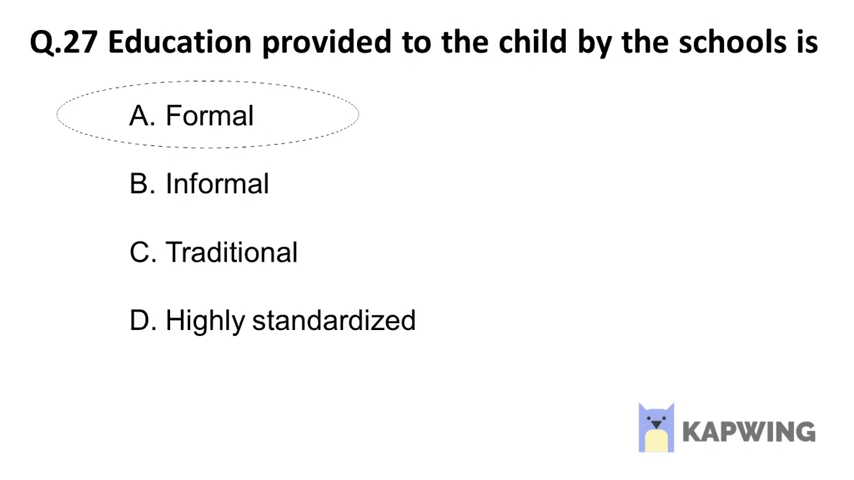 Q.27 Education provided to the child by the schools is
A. Formal
B. Informal
C. Traditional
D. Highly standardized
KAPWING